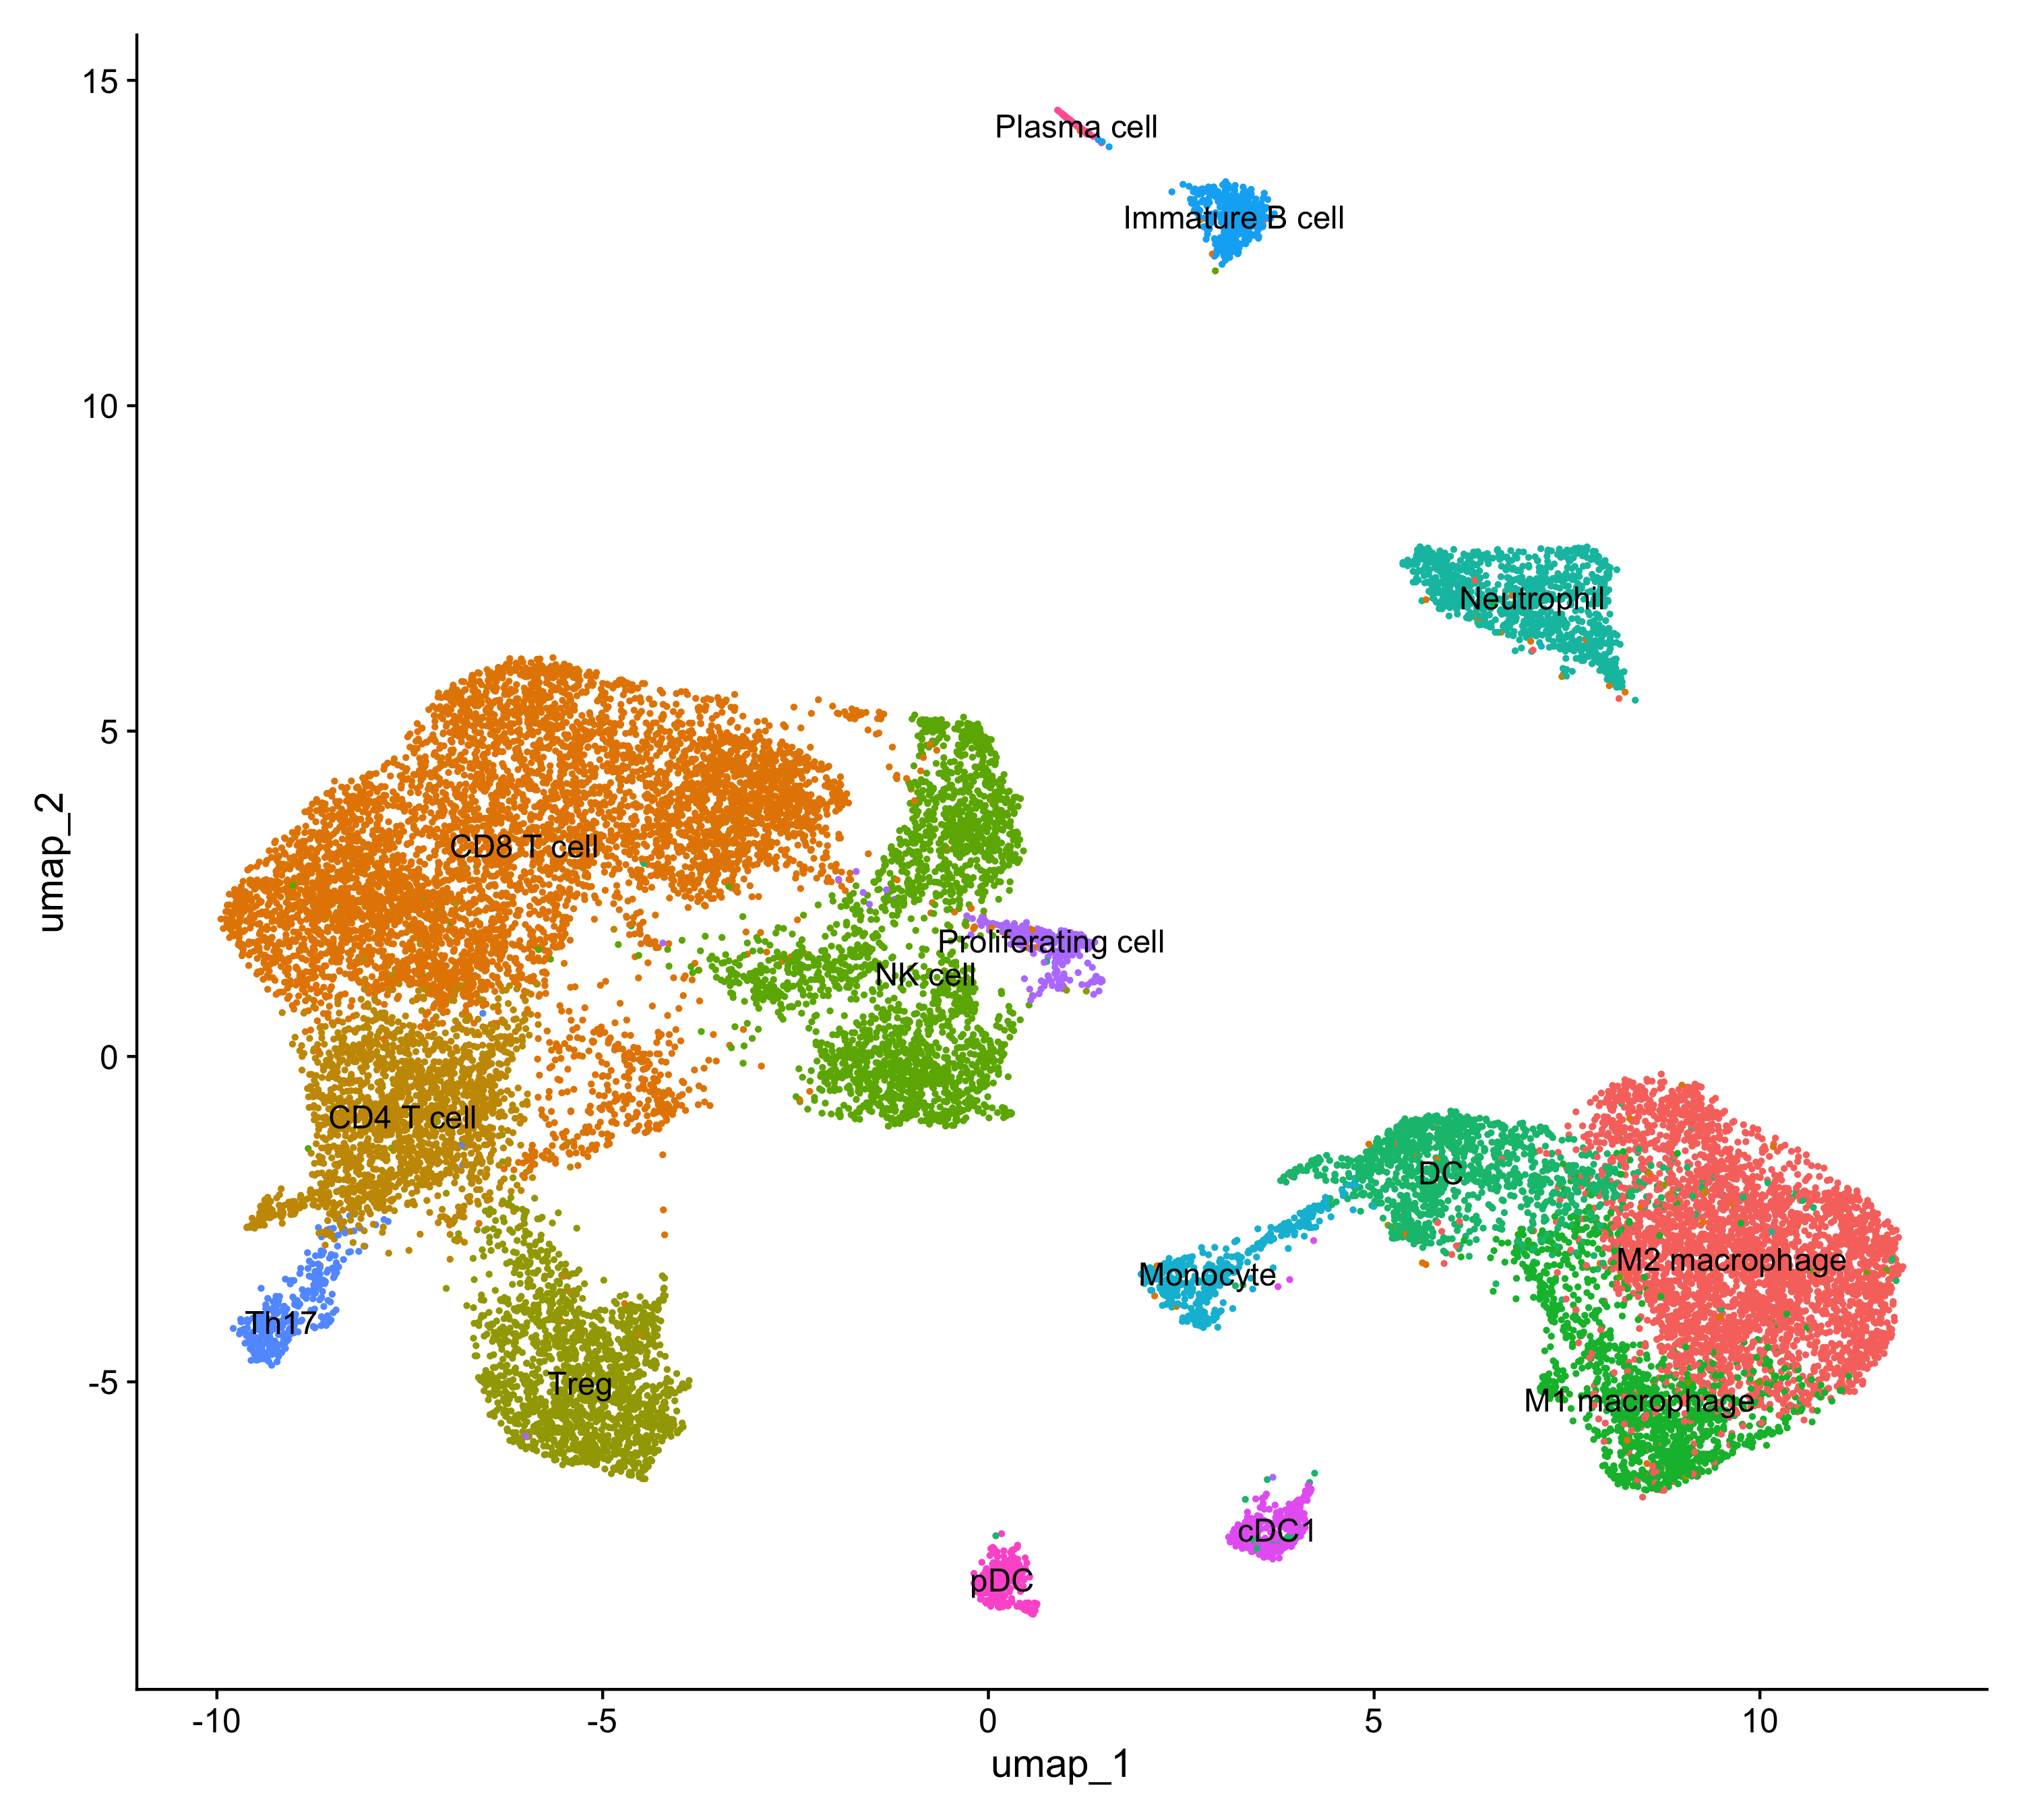 15
Plasma cell
Immature B cell
10
Neutrophil
5
CD8 T cell
umap_2
Proliferating cell
NK cell
0
CD4 T cell
DC
M2 macrophage
Monocyte
Th17
-5
Treg
M1 macrophage
cDC1
pDC
-10 -5 0 5 10
umap_1